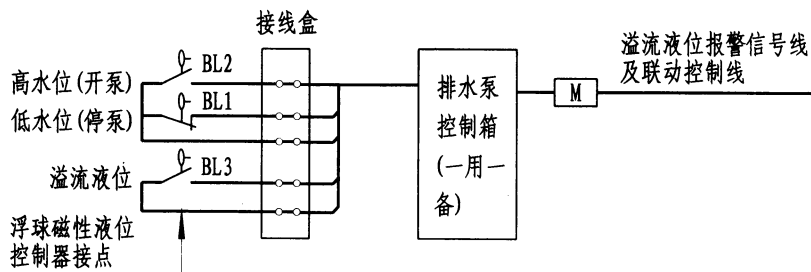 接线盒
BL2
高水位(开泵)
BL1
低水位(停泵)
BL3
溢流液位
浮球磁性液位
控制器接点
排水泵
控制箱
(一用一
备)
M
溢流液位报警信号线
及联动控制线